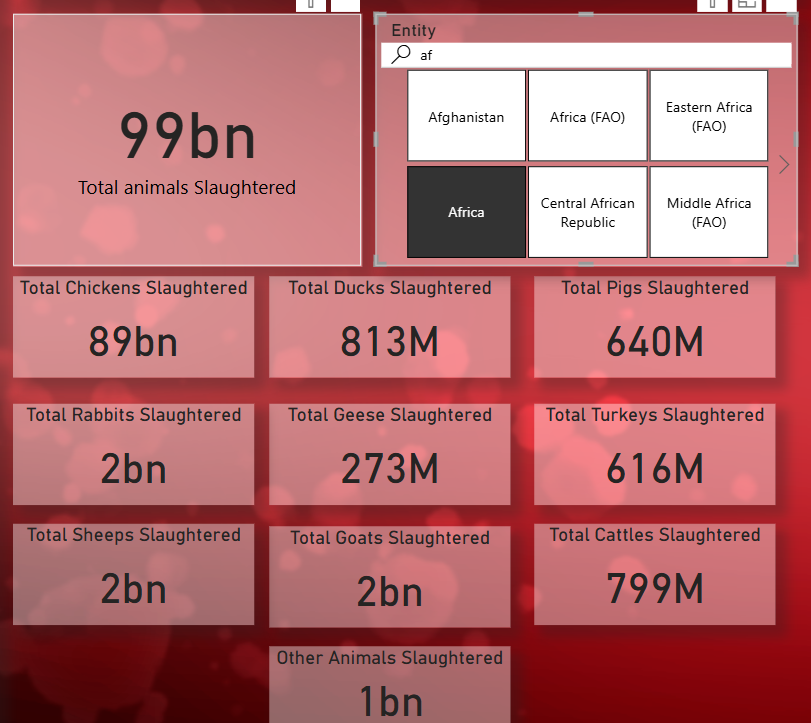 Entity
af
99bn
Total animals Slaughtered
Afghanistan
Africa (FAO)
Eastern Africa
(FAO)
Africa
Central African
Republic
Middle Africa
(FAO)
Total Chickens Slaughtered
89bn
Total Ducks Slaughtered
813M
Total Pigs Slaughtered
640M
Total Rabbits Slaughtered
2bn
Total Geese Slaughtered
273M
Total Turkeys Slaughtered
616M
Total Sheeps Slaughtered
2bn
Total Goats Slaughtered
2bn
Total Cattles Slaughtered
799M
Other Animals Slaughtered
1bn